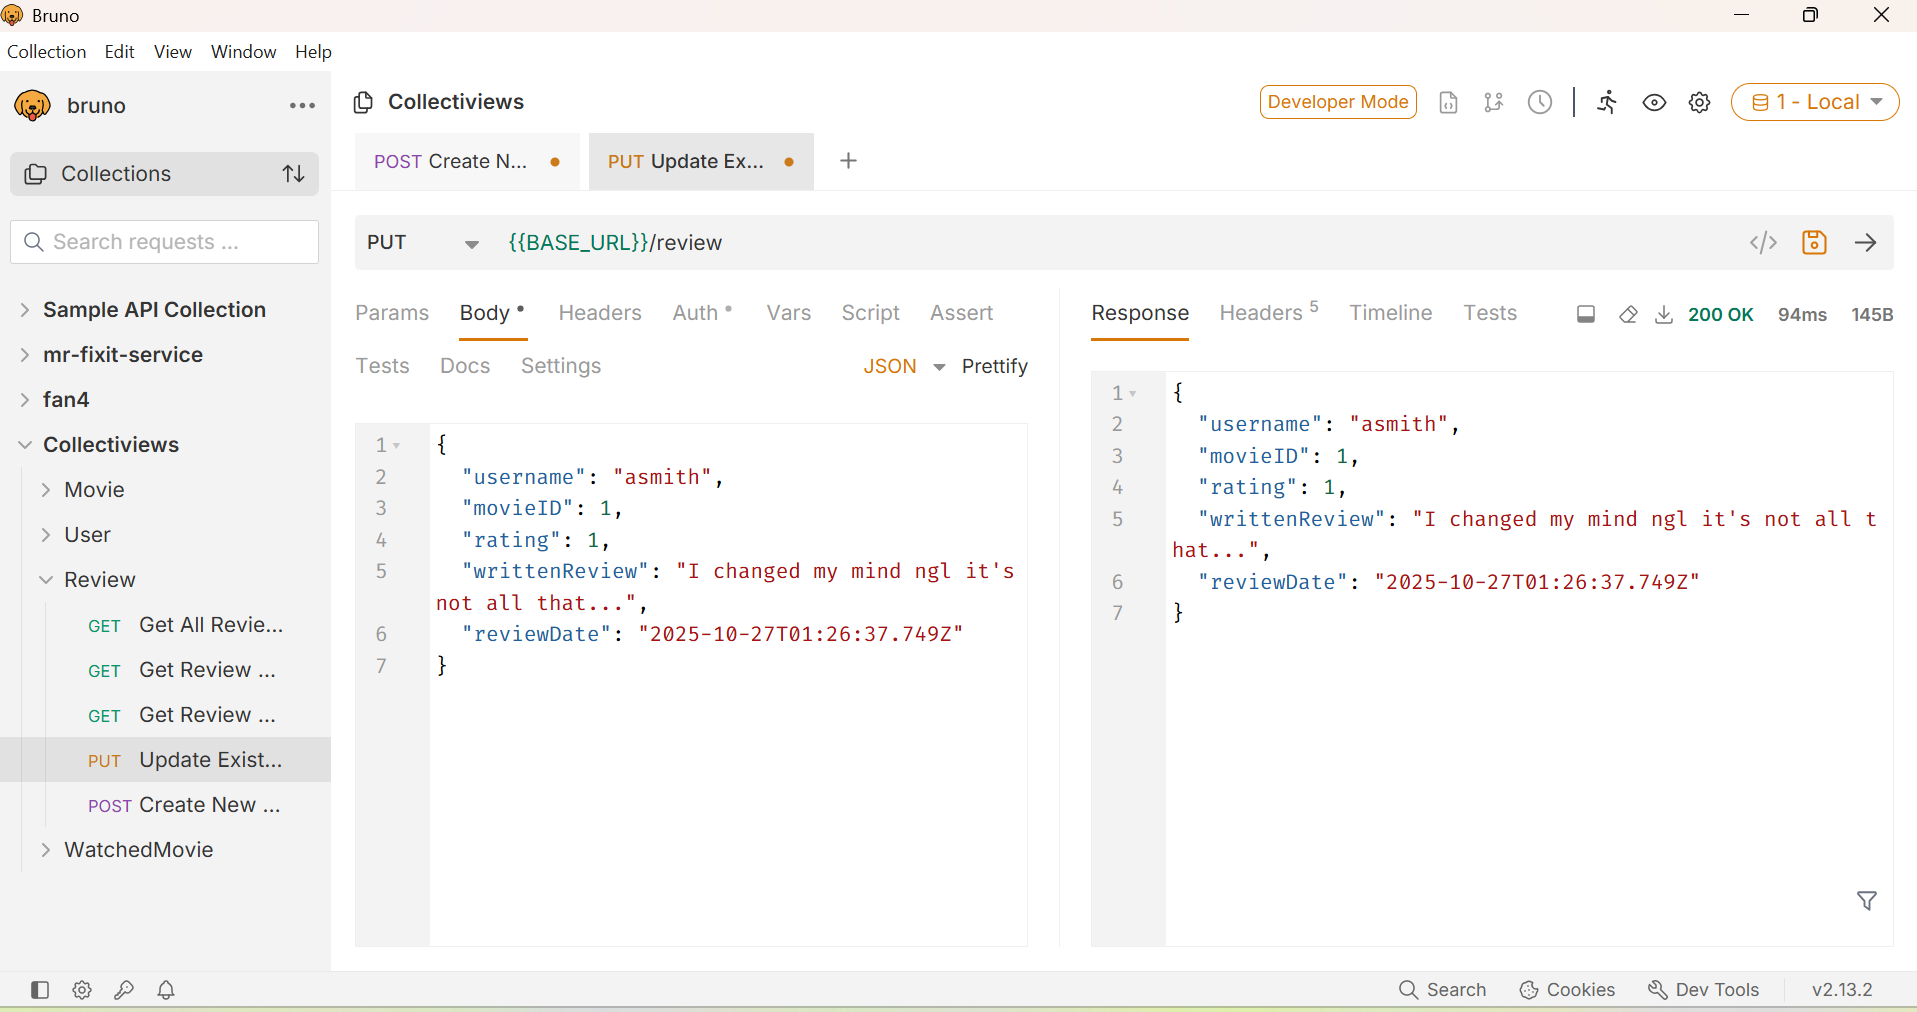 Bruno
Collection Edit View Window Help
bruno
Collections
Search requests ...
Sample API Collection
mr-fixit-service
fan4
Collectiviews
Movie
User
Review
GET Get All Revie...
GET Get Review ...
GET Get Review ...
PUT Update Exist...
POST Create New ...
WatchedMovie
Collectiviews
Developer Mode
1 - Local
POST Create N...
PUT Update Ex...
PUT {{BASE_URL}}/review
Params Body Headers Auth Vars Script Assert
Tests Docs Settings
JSON Prettify
1 {
2 "username": "asmith",
3 "movieID": 1,
4 "rating": 1,
5 "writtenReview": "I changed my mind ngl it's
not all that...",
6 "reviewDate": "2025-10-27T01:26:37.749Z"
7 }
Response Headers 5 Timeline Tests
200 OK 94ms 145B
1 {
2 "username": "asmith",
3 "movieID": 1,
4 "rating": 1,
5 "writtenReview": "I changed my mind ngl it's not all t
hat...",
6 "reviewDate": "2025-10-27T01:26:37.749Z"
7 }
Search Cookies Dev Tools v2.13.2